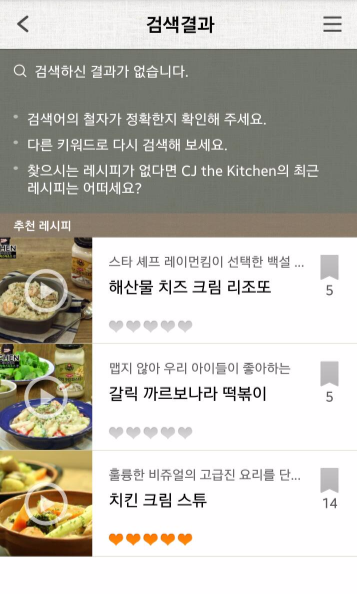 검색결과
검색하신 결과가 없습니다.
검색어의 철자가 정확한지 확인해 주세요.
다른 키워드로 다시 검색해 보세요.
찾으시는 레시피가 없다면 CJ the Kitchen의 최근
레시피는 어떠세요?
추천 레시피
스타 셰프 레이먼킴이 선택한 백설 ...
해산물 치즈 크림 리조또
5
맵지 않아 우리 아이들이 좋아하는
갈릭 까르보나라 떡볶이
5
훌륭한 비쥬얼의 고급진 요리를 단...
치킨 크림 스튜
14